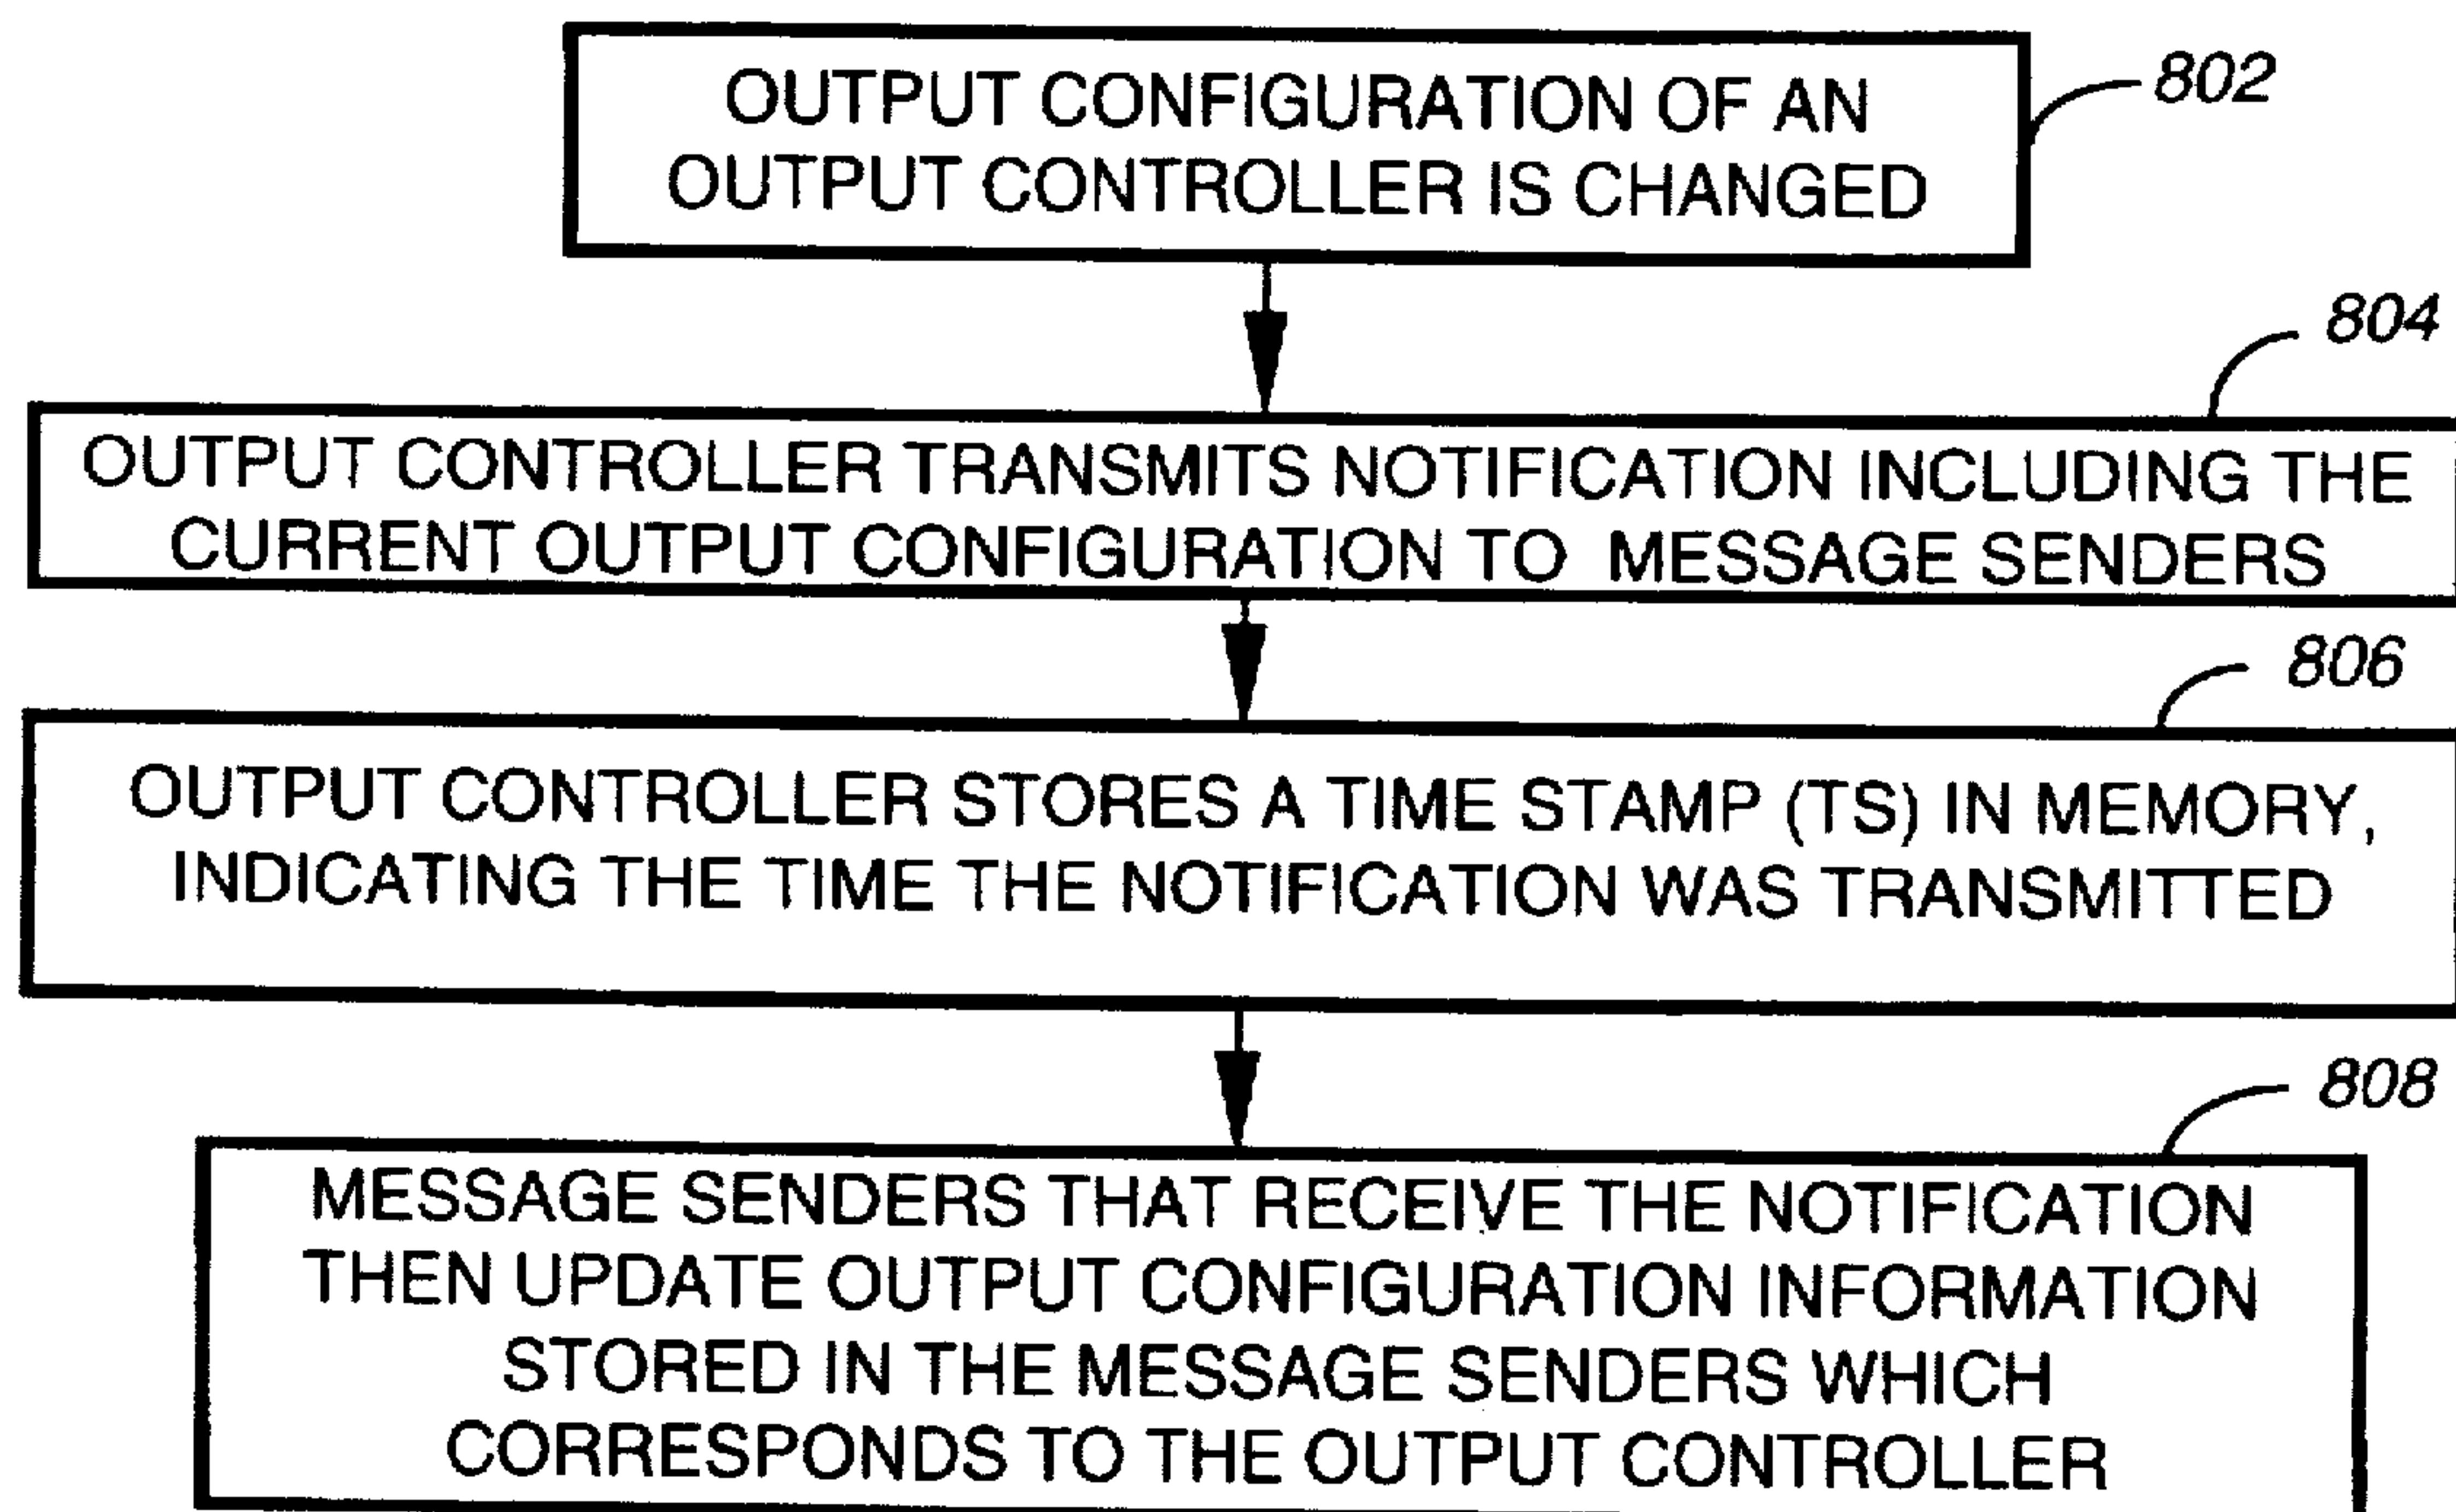 OUTPUT CONFIGURATION OF AN
OUTPUT CONTROLLER IS CHANGED
802
804
OUTPUT CONTROLLER TRANSMITS NOTIFICATION INCLUDING THE
CURRENT OUTPUT CONFIGURATION TO MESSAGE SENDERS
806
OUTPUT CONTROLLER STORES A TIME STAMP (TS) IN MEMORY,
INDICATING THE TIME THE NOTIFICATION WAS TRANSMITTED
808
MESSAGE SENDERS THAT RECEIVE THE NOTIFICATION
THEN UPDATE OUTPUT CONFIGURATION INFORMATION
STORED IN THE MESSAGE SENDERS WHICH
CORRESPONDS TO THE OUTPUT CONTROLLER